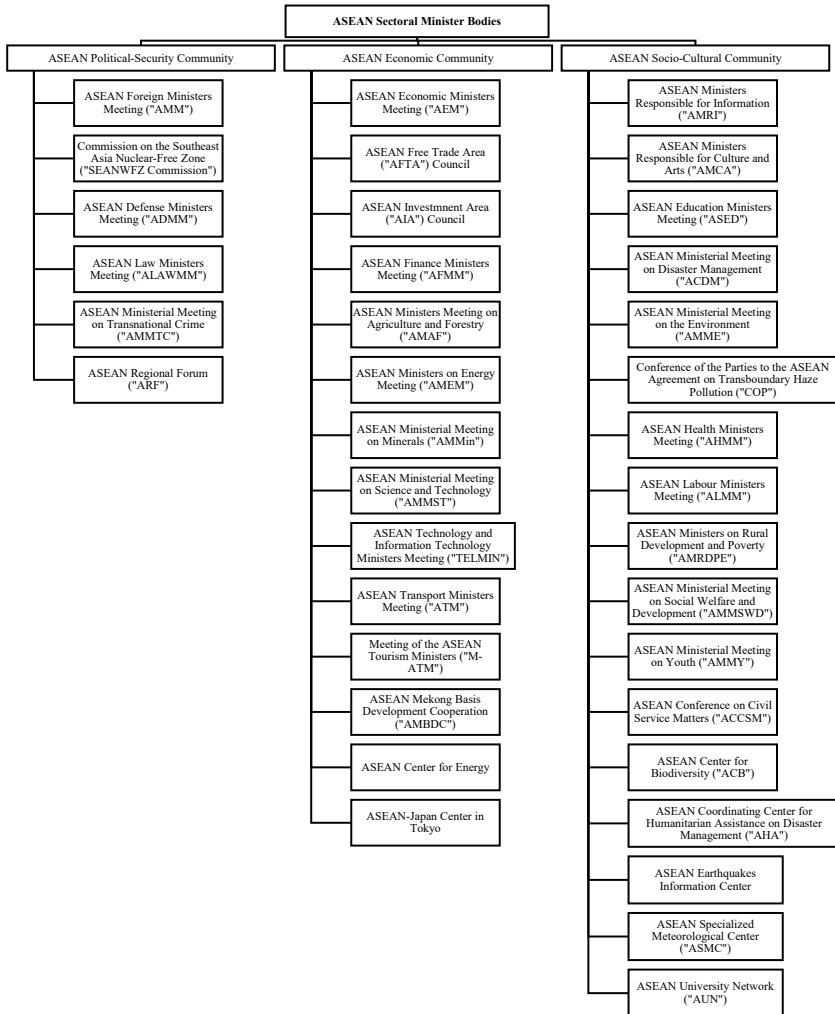 ASEAN Sectoral Minister Bodies
ASEAN Political-Security Community
ASEAN Foreign Ministers
Meeting ("AMM")
Commission on the Southeast
Asia Nuclear-Free Zone
("SEANWFZ Commission")
ASEAN Defense Ministers
Meeting ("ADMM")
ASEAN Law Ministers
Meeting ("ALAWMM")
ASEAN Ministerial Meeting
on Transnational Crime
("AMMTC")
ASEAN Regional Forum
("ARF")
ASEAN Economic Community
ASEAN Economic Ministers
Meeting ("AEM")
ASEAN Free Trade Area
("AFTA") Council
ASEAN Investmnent Area
("AIA") Council
ASEAN Finance Ministers
Meeting ("AFMM")
ASEAN Ministers Meeting on
Agriculture and Forestry
("AMAF")
ASEAN Ministers on Energy
Meeting ("AMEM")
ASEAN Ministerial Meeting
on Minerals ("AMMin")
ASEAN Ministerial Meeting
on Science and Technology
("AMMST")
ASEAN Technology and
Information Technology
Ministers Meeting ("TELMIN")
ASEAN Transport Ministers
Meeting ("ATM")
Meeting of the ASEAN
Tourism Ministers ("M-
ATM")
ASEAN Mekong Basis
Development Cooperation
("AMBDC")
ASEAN Center for Energy
ASEAN-Japan Center in
Tokyo
ASEAN Socio-Cultural Community
ASEAN Ministers
Responsible for Information
("AMRI")
ASEAN Ministers
Responsible for Culture and
Arts ("AMCA")
ASEAN Education Ministers
Meeting ("ASED")
ASEAN Ministerial Meeting
on Disaster Management
("ACDM")
ASEAN Ministerial Meeting
on the Environment
("AMME")
Conference of the Parties to the ASEAN
Agreement on Transboundary Haze
Pollution ("COP")
ASEAN Health Ministers
Meeting ("AHMM")
ASEAN Labour Ministers
Meeting ("ALMM")
ASEAN Ministers on Rural
Development and Poverty
("AMRDPE")
ASEAN Ministerial Meeting
on Social Welfare and
Development ("AMMSWD")
ASEAN Ministerial Meeting
on Youth ("AMMY")
ASEAN Conference on Civil
Service Matters ("ACCSM")
ASEAN Center for
Biodiversity ("ACB")
ASEAN Coordinating Center for
Humanitarian Assistance on Disaster
Management ("AHA")
ASEAN Earthquakes
Information Center
ASEAN Specialized
Meteorological Center
("ASMC")
ASEAN University Network
("AUN")